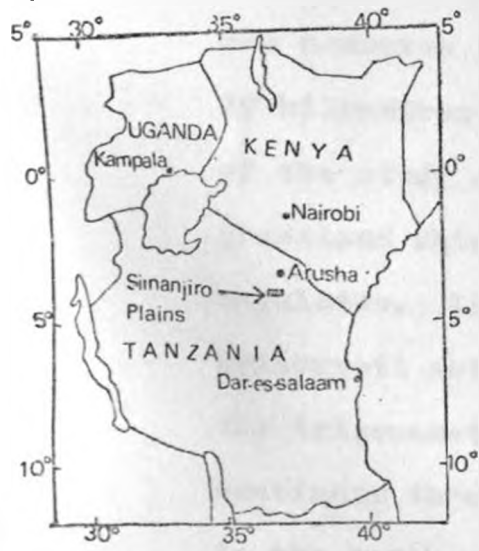 30° 35° 40°
5° 5°
UGANDA
KENYA
Kampala
0° 0°
Nairobi
Arusha
Simanjiro
Plains
5° 5°
TANZANIA
Dar-es-salaam
10° 10°
30° 35° 40°